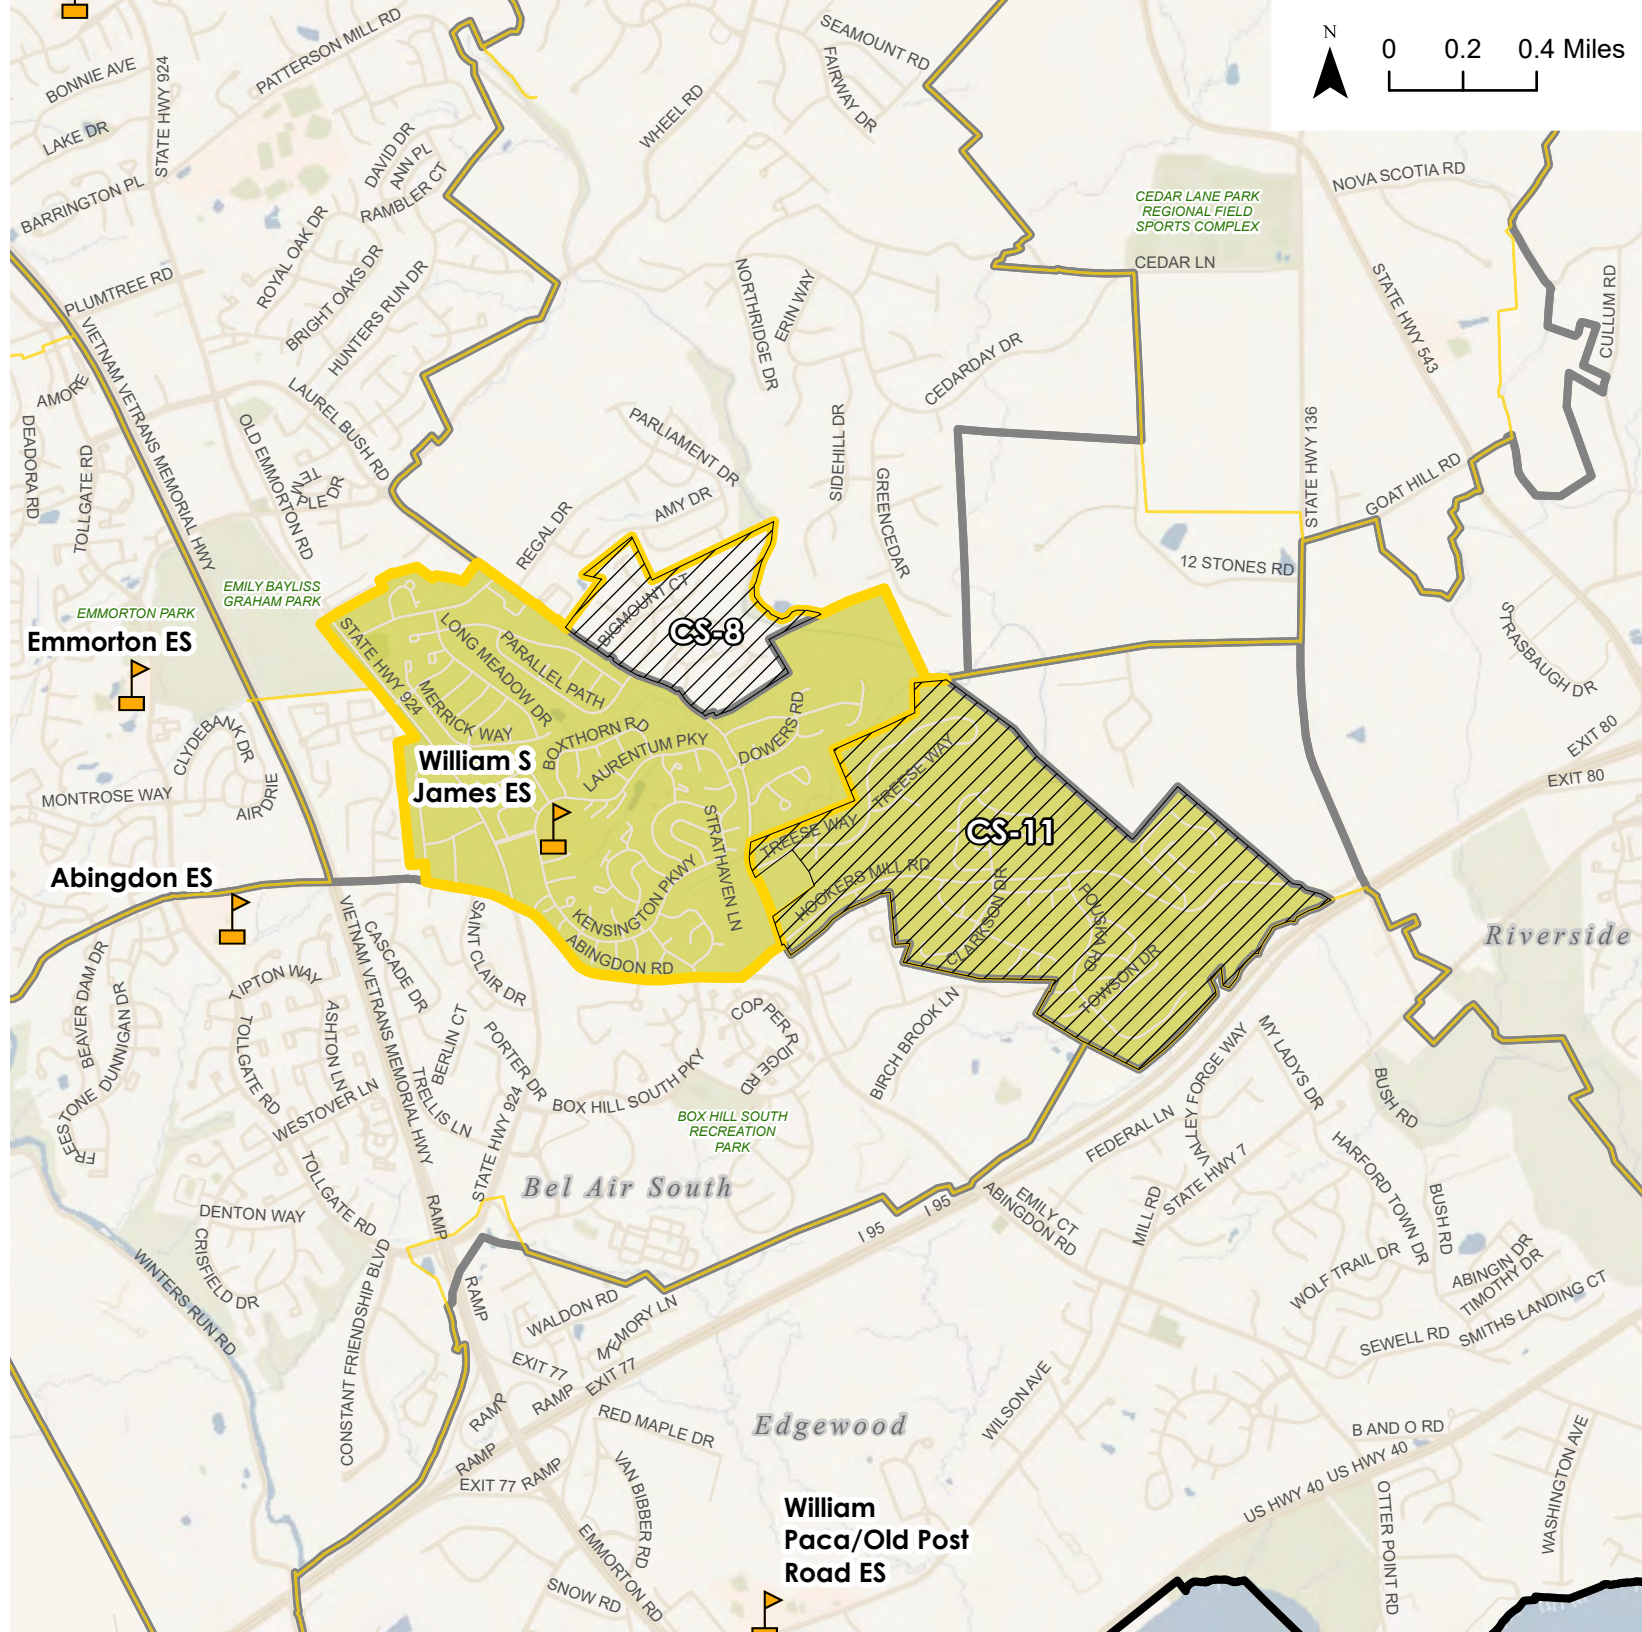 N
0 0.2 0.4 Miles
SEAMOUNT RD
PATTERSON MILL RD
FAIRWAY DR
BONNIE AVE
STATE HWY 924
WHEEL RD
LAKE DR
DAVID DR
ANN PL
RAMBLER CT
BARRINGTON PL
NOVA SCOTIA RD
CEDAR LANE PARK
REGIONAL FIELD
SPORTS COMPLEX
ROYAL OAK DR
CEDAR LN
BRIGHT OAKS DR
HUNTERS RUN DR
PLUMTREE RD
NORTHRIDGE DR
ERIN WAY
STATE HWY 543
CULLUM RD
VIETNAM VETRANS MEMORIAL HWY
CEDARDAY DR
AMORE
LAUREL BUSH RD
DEADORA RD
TOLLGATE RD
OLD EMMORTON RD
TEMPLE DR
PARLIAMENT DR
SIDEHILL DR
AMY DR
GREENCEDAR
STATE HWY 136
GOAT HILL RD
REGAL DR
12 STONES RD
EMILY BAYLISS
GRAHAM PARK
EMMORTON PARK
Emmorton ES
BIGMOUNT CT
CS-8
STRASBAUGH DR
LONG MEADOW DR
PARALLEL PATH
STATE HWY 924
MERRICK WAY
BOXTHORN RD
LAURENTUM PKY
DOWERS RD
CLYDEBANK DR
EXIT 80
EXIT 80
William S
James ES
TREESE WAY
MONTROSE WAY
AIRDRIE
STRATHAVEN LN
TREESE WAY
CS-11
HOOKERS MILL RD
Abingdon ES
KENSINGTON PKWY
CLARKSON DR
POUSKA RD
TOWSON DR
ABINGDON RD
Riverside
VIETNAM VETRANS MEMORIAL HWY
CASCADE DR
SAINT CLAIR DR
BEAVER DAM DR
DUNNIGAN DR
TIPTON WAY
TOLLGATE RD
ASHTON LN
BERLIN CT
PORTER DR
COPPER RIDGE RD
BIRCH BROOK LN
MY LADYS DR
VALLEY FORGE WAY
BUSH RD
FREESTONE
WESTOVER LN
TRELLIS LN
STATE HWY 924
BOX HILL SOUTH PKY
BOX HILL SOUTH
RECREATION
PARK
FEDERAL LN
STATE HWY 7
HARFORD TOWN DR
Bel Air South
TOLLGATE RD
DENTON WAY
RAMP
I 95
I 95
EMILY CT
ABINGDON RD
MILL RD
BUSH RD
CRISFIELD DR
WINTERS RUN RD
CONSTANT FRIENDSHIP BLVD
RAMP
WALDON RD
MEMORY LN
WOLF TRAIL DR
ABINGIN DR
TIMOTHY DR
SMITHS LANDING CT
SEWELL RD
EXIT 77
EXIT 77
RAMP
RAMP
RED MAPLE DR
WILSON AVE
Edgewood
RAMP
EXIT 77 RAMP
VAN BIBBER RD
B AND O RD
US HWY 40
US HWY 40
WASHINGTON AVE
OTTER POINT RD
William
Paca/Old Post
Road ES
EMMORTON RD
SNOW RD